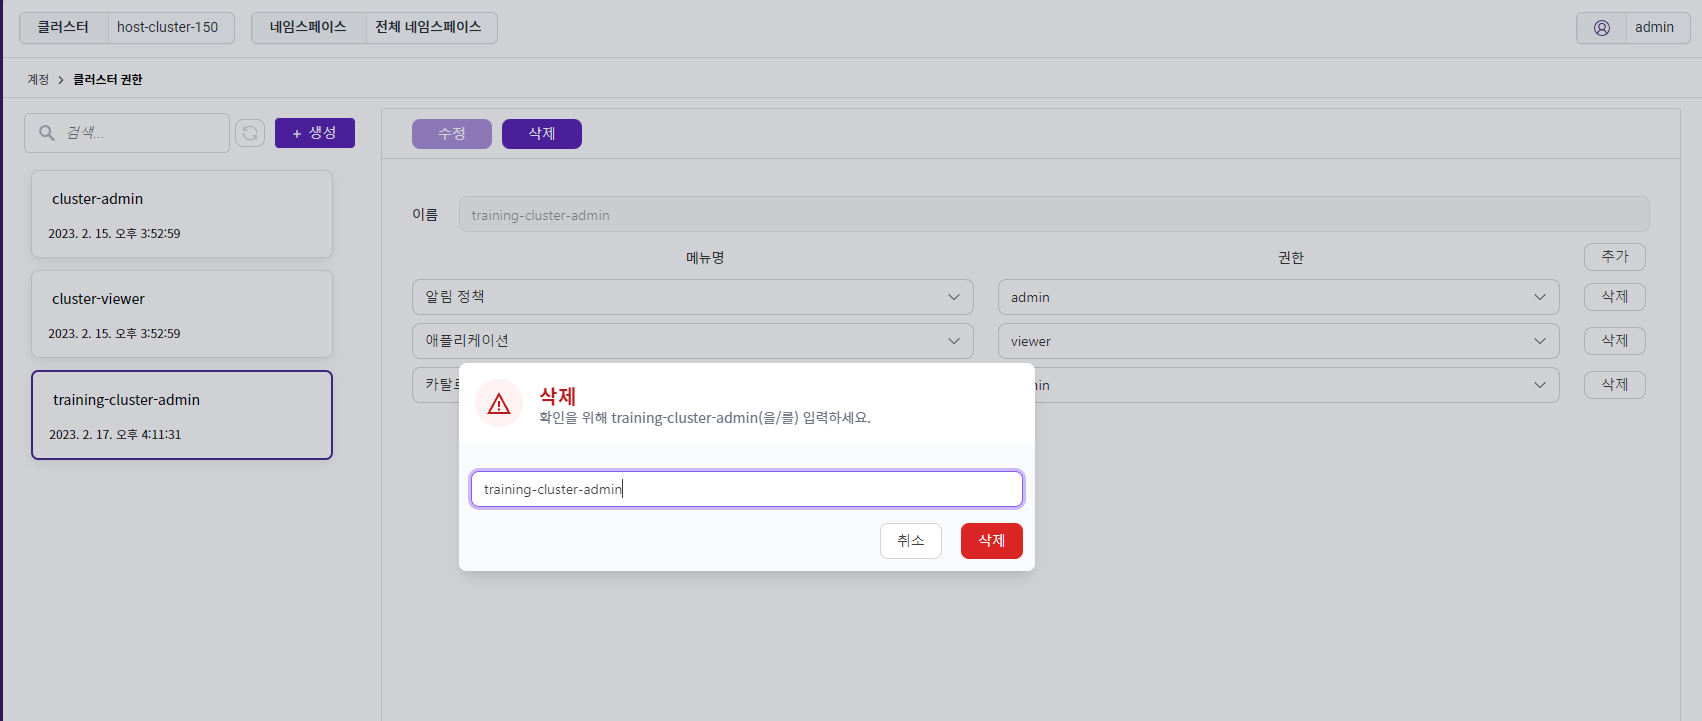 클러스터 host-cluster-150 네임스페이스 전체 네임스페이스 admin
계정 > 클러스터 권한
검색...
+ 생성
수정 삭제
cluster-admin
2023. 2. 15. 오후 3:52:59
cluster-viewer
2023. 2. 15. 오후 3:52:59
training-cluster-admin
2023. 2. 17. 오후 4:11:31
이름 training-cluster-admin
메뉴명 권한 추가
알림 정책 admin 삭제
애플리케이션 viewer 삭제
삭제
삭제
확인을 위해 training-cluster-admin(을/를) 입력하세요.
training-cluster-admin
취소 삭제